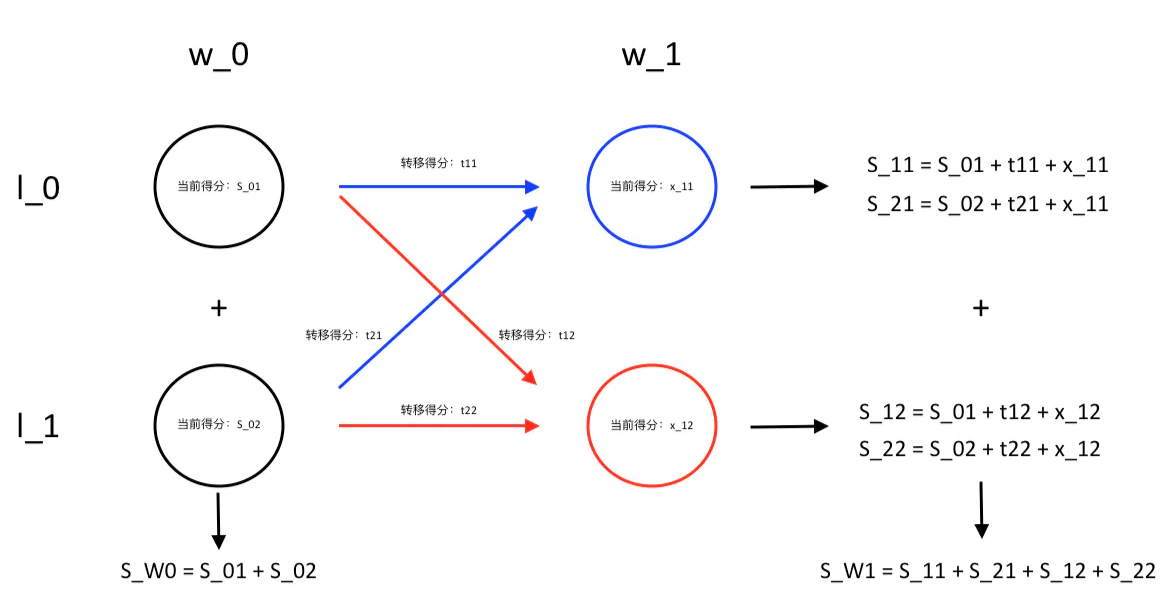 w_0
w_1
l_0
当前得分：S_01
转移得分：t11
当前得分：x_11
S_11 = S_01 + t11 + x_11
S_21 = S_02 + t21 + x_11
+
+
转移得分：t21
转移得分：t12
l_1
当前得分：S_02
转移得分：t22
当前得分：x_12
S_12 = S_01 + t12 + x_12
S_22 = S_02 + t22 + x_12
S_W0 = S_01 + S_02
S_W1 = S_11 + S_21 + S_12 + S_22